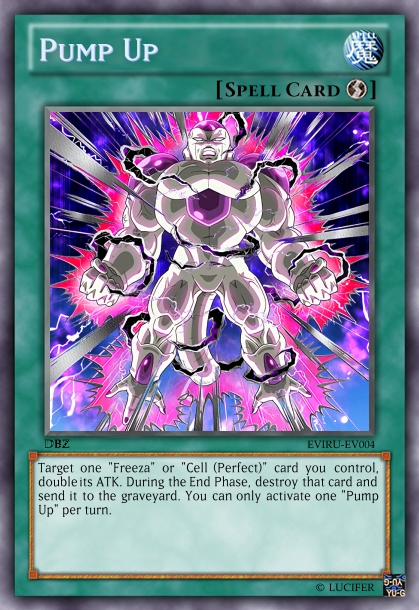 PUMP UP
魔
[SPELL CARD ]
DBZ EVIRU-EV004
Target one "Freeza" or "Cell (Perfect)" card you control,
double its ATK. During the End Phase, destroy that card and
send it to the graveyard. You can only activate one "Pump
Up" per turn.
© LUCIFER
YU-G